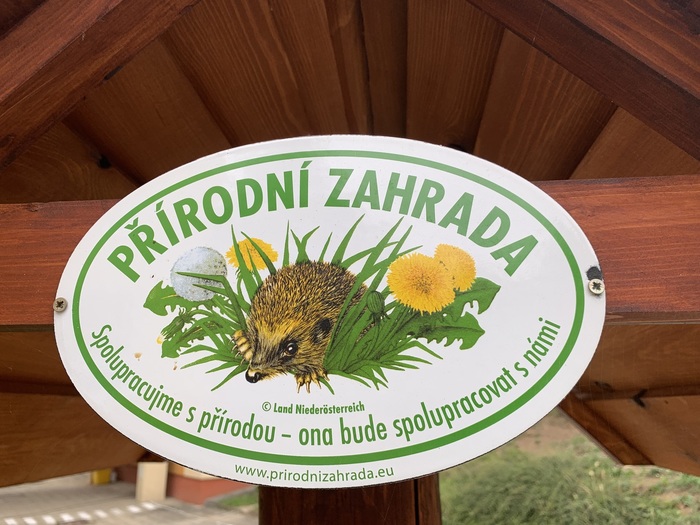 PŘÍRODNÍ ZAHRADA
© Land Niederösterreich
Spolupracujme s přírodou – ona bude spolupracovat s námi
www.prirodnizahrada.eu